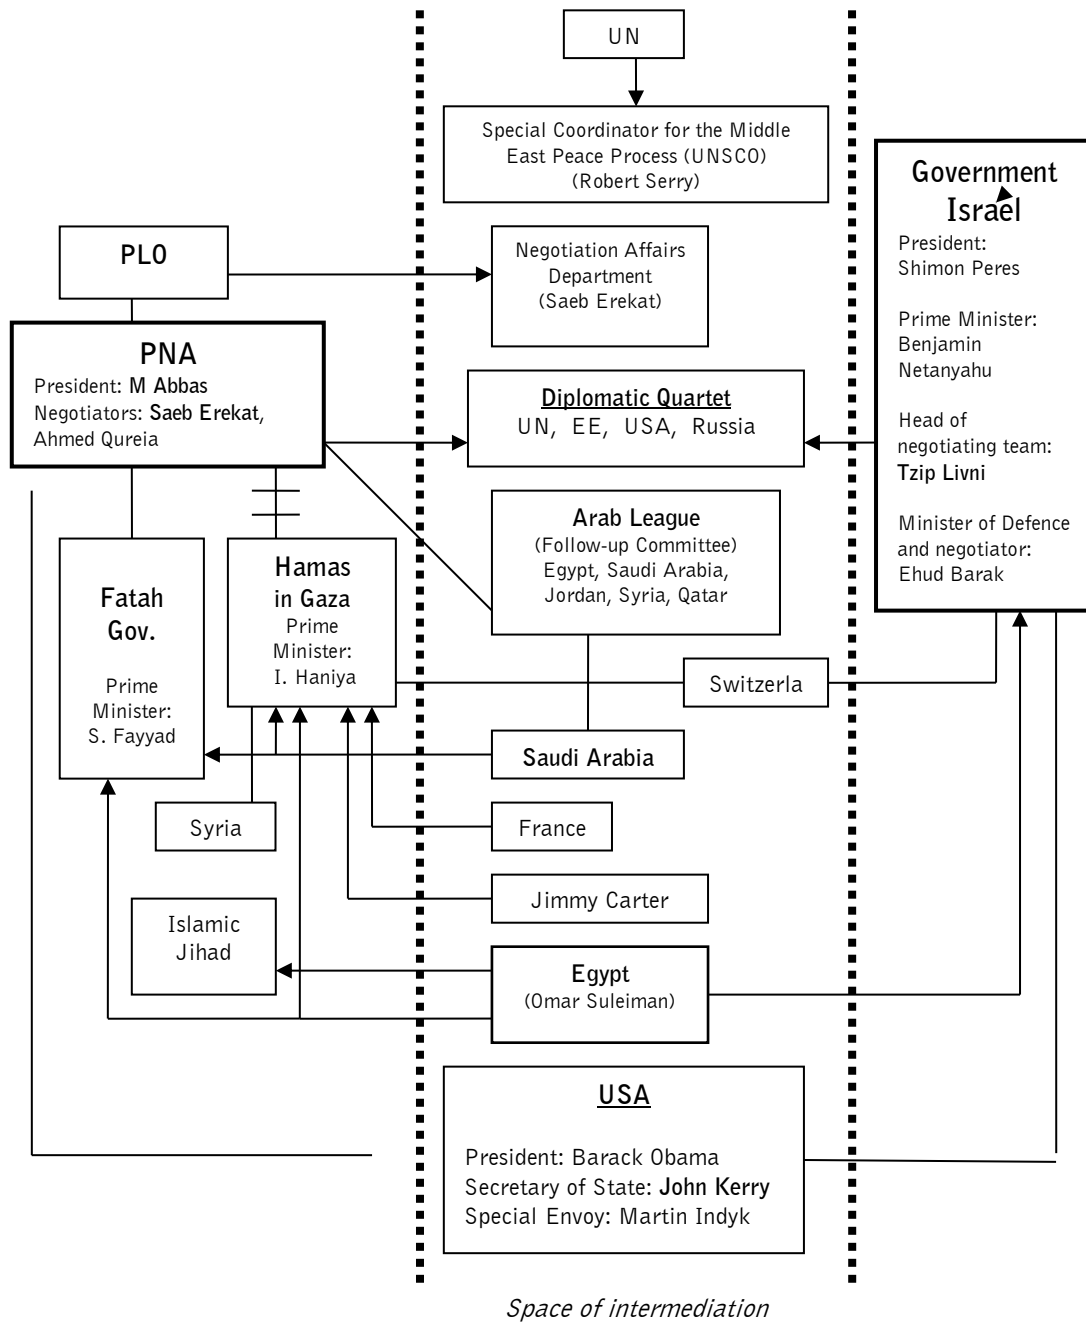 UN
Special Coordinator for the Middle
East Peace Process (UNSCO)
(Robert Serry)
Government
Israel
President:
Shimon Peres
Prime Minister:
Benjamin
Netanyahu
Head of
negotiating team:
Tzip Livni
Minister of Defence
and negotiator:
Ehud Barak
PLO
Negotiation Affairs
Department
(Saeb Erekat)
PNA
President: M Abbas
Negotiators: Saeb Erekat,
Ahmed Qureia
Diplomatic Quartet
UN, EE, USA, Russia
Arab League
(Follow-up Committee)
Egypt, Saudi Arabia,
Jordan, Syria, Qatar
Fatah
Gov.
Prime
Minister:
S. Fayyad
Hamas
in Gaza
Prime
Minister:
I. Haniya
Switzerla
Saudi Arabia
Syria
France
Jimmy Carter
Islamic
Jihad
Egypt
(Omar Suleiman)
USA
President: Barack Obama
Secretary of State: John Kerry
Special Envoy: Martin Indyk
Space of intermediation